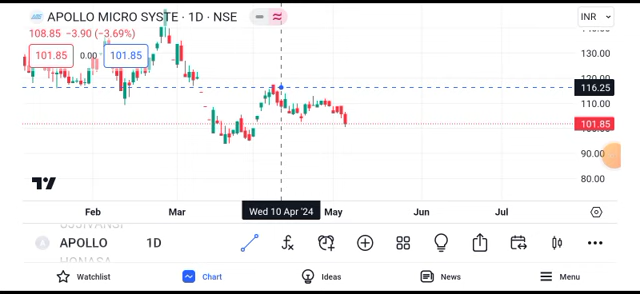 APOLLO MICRO SYSTE · 1D · NSE
INR
108.85 −3.90 (−3.69%)
101.85 0.00 101.85
130.00
120.00
116.25
110.00
101.85
90.00
80.00
Feb Mar Wed 10 Apr '24 May Jun Jul
UJJIVANSF
APOLLO 1D
HONASA
Watchlist Chart Ideas News Menu